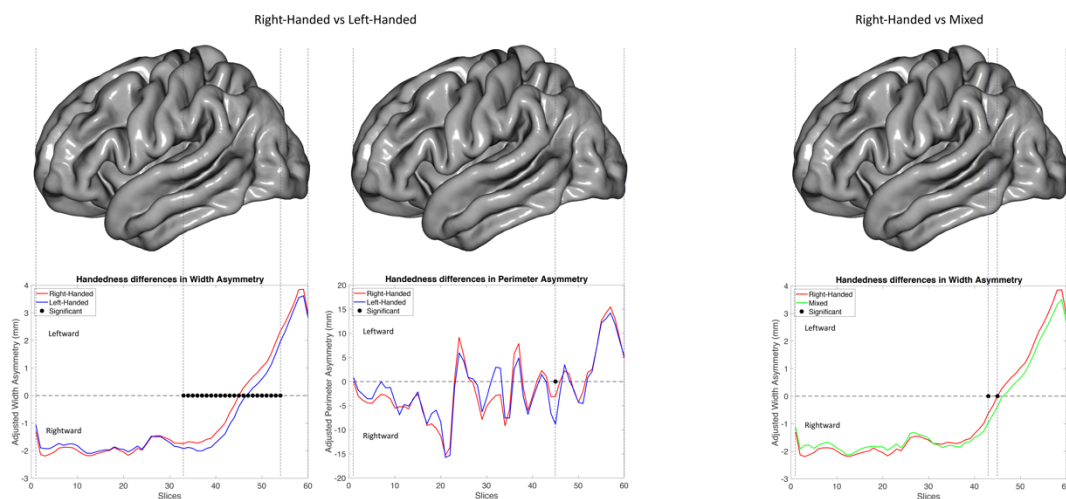 Right-Handed vs Left-Handed
Right-Handed vs Mixed
Handedness differences in Width Asymmetry
Adjusted Width Asymmetry (mm)
4
3
2
1
0
-1
-2
-3
Right-Handed
Left-Handed
Significant
Leftward
Rightward
0 10 20 30 40 50 60
Slices
Handedness differences in Perimeter Asymmetry
Adjusted Perimeter Asymmetry (mm)
20
15
10
5
0
-5
-10
-15
-20
Right-Handed
Left-Handed
Significant
Leftward
Rightward
0 10 20 30 40 50 60
Slices
Handedness differences in Width Asymmetry
Adjusted Width Asymmetry (mm)
4
3
2
1
0
-1
-2
-3
Right-Handed
Mixed
Significant
Leftward
Rightward
0 10 20 30 40 50 60
Slices